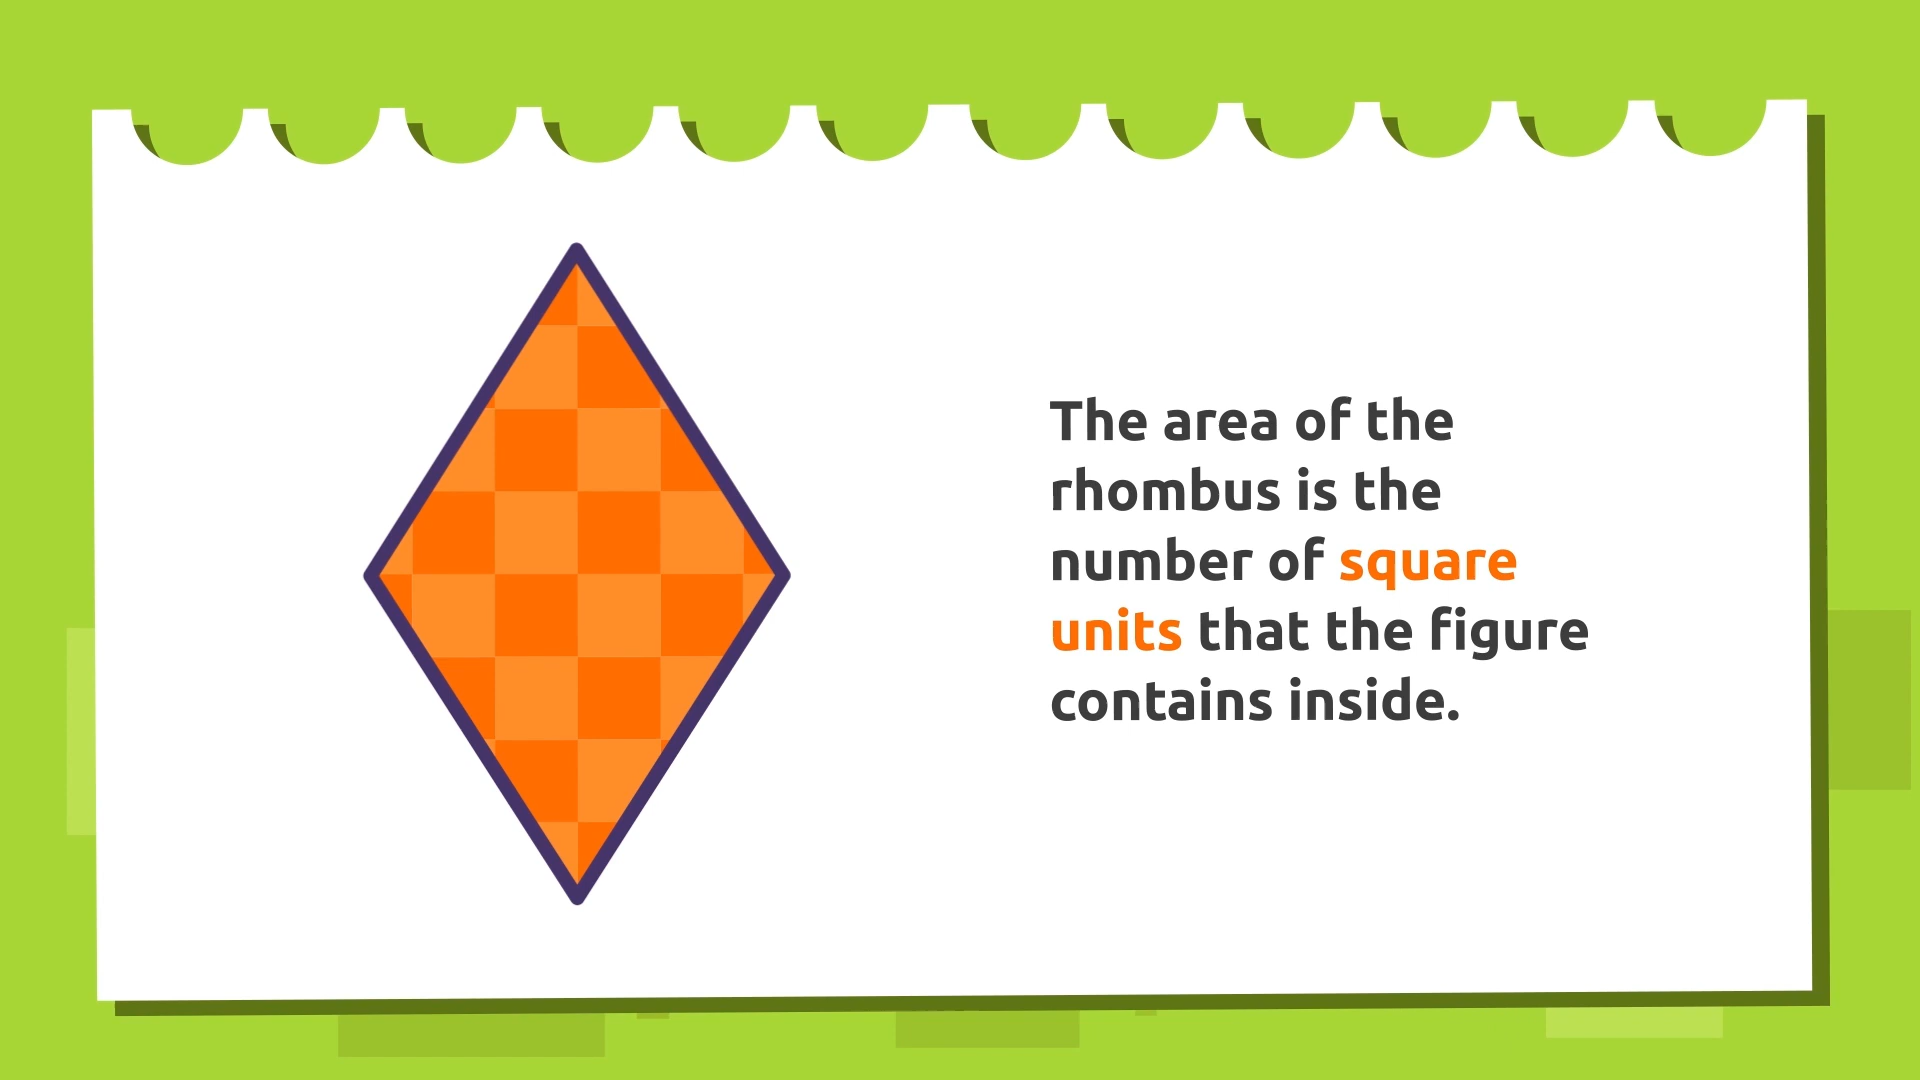 The area of the
rhombus is the
number of square
units that the figure
contains inside.